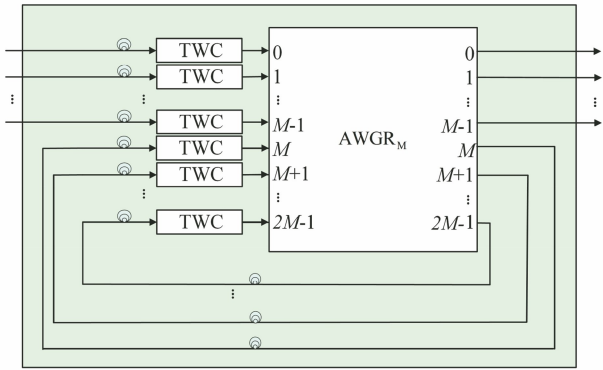 TWC 0 0
TWC 1 1
⋮ ⋮ ⋮ ⋮ ⋮
TWC M-1 M-1
TWC M AWGR_M M
TWC M+1 M+1
⋮ ⋮ ⋮
TWC 2M-1 2M-1
⋮